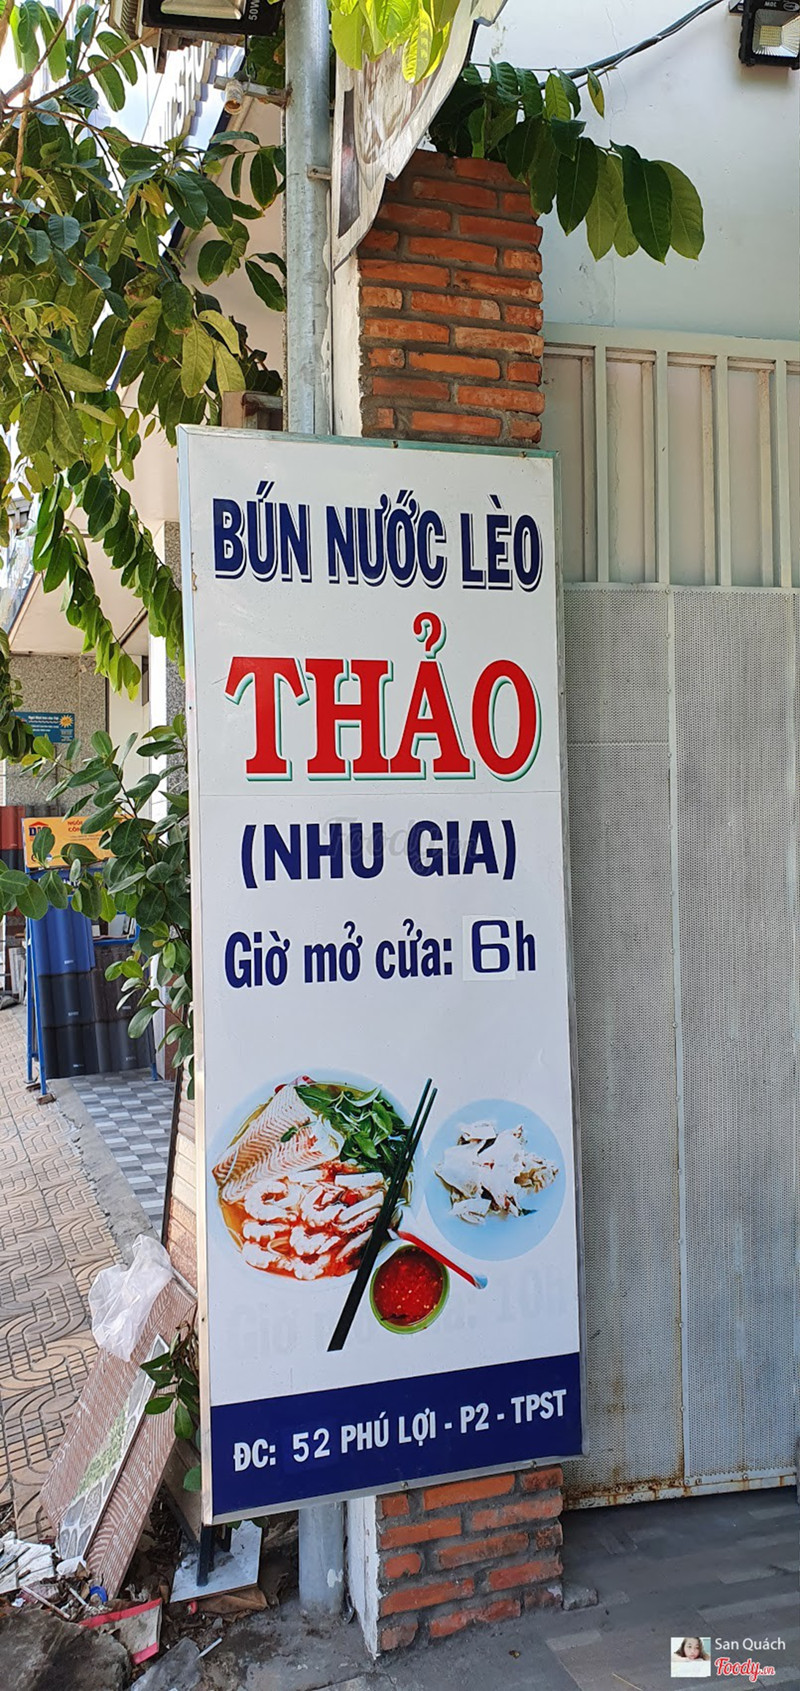 BÚN NƯỚC LÈO
THẢO
(NHU GIA)
Giờ mở cửa: 6h
ĐC: 52 PHÚ LỢI - P2 - TPST
50W
San Quách
Foody.vn